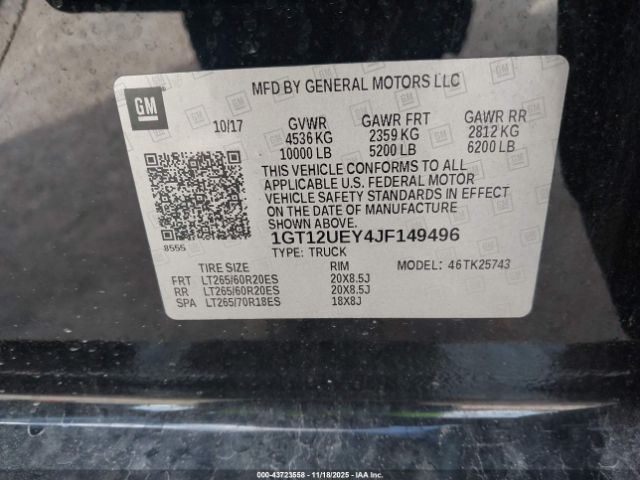 MFD BY GENERAL MOTORS LLC
GM
10/17 GVWR GAWR FRT GAWR RR
4536 KG 2359 KG 2812 KG
10000 LB 5200 LB 6200 LB
THIS VEHICLE CONFORMS TO ALL
APPLICABLE U.S. FEDERAL MOTOR
VEHICLE SAFETY STANDARDS IN EFFECT
ON THE DATE OF MANUFACTURE
SHOWN ABOVE.
8555
1GT12UEY4JF149496
TYPE: TRUCK MODEL: 46TK25743
TIRE SIZE RIM
FRT LT265/60R20ES 20X8.5J
RR LT265/60R20ES 20X8.5J
SPA LT265/70R18ES 18X8J
© Box Owner 43723558 - 11/18/2025 - IAA Inc.